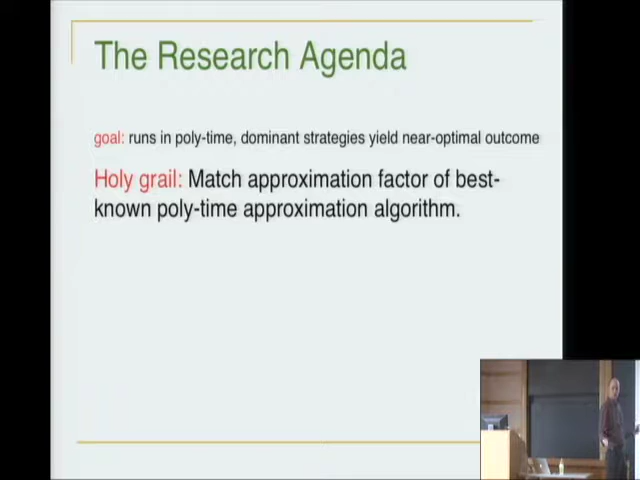 The Research Agenda
goal: runs in poly-time, dominant strategies yield near-optimal outcome
Holy grail: Match approximation factor of best-
known poly-time approximation algorithm.